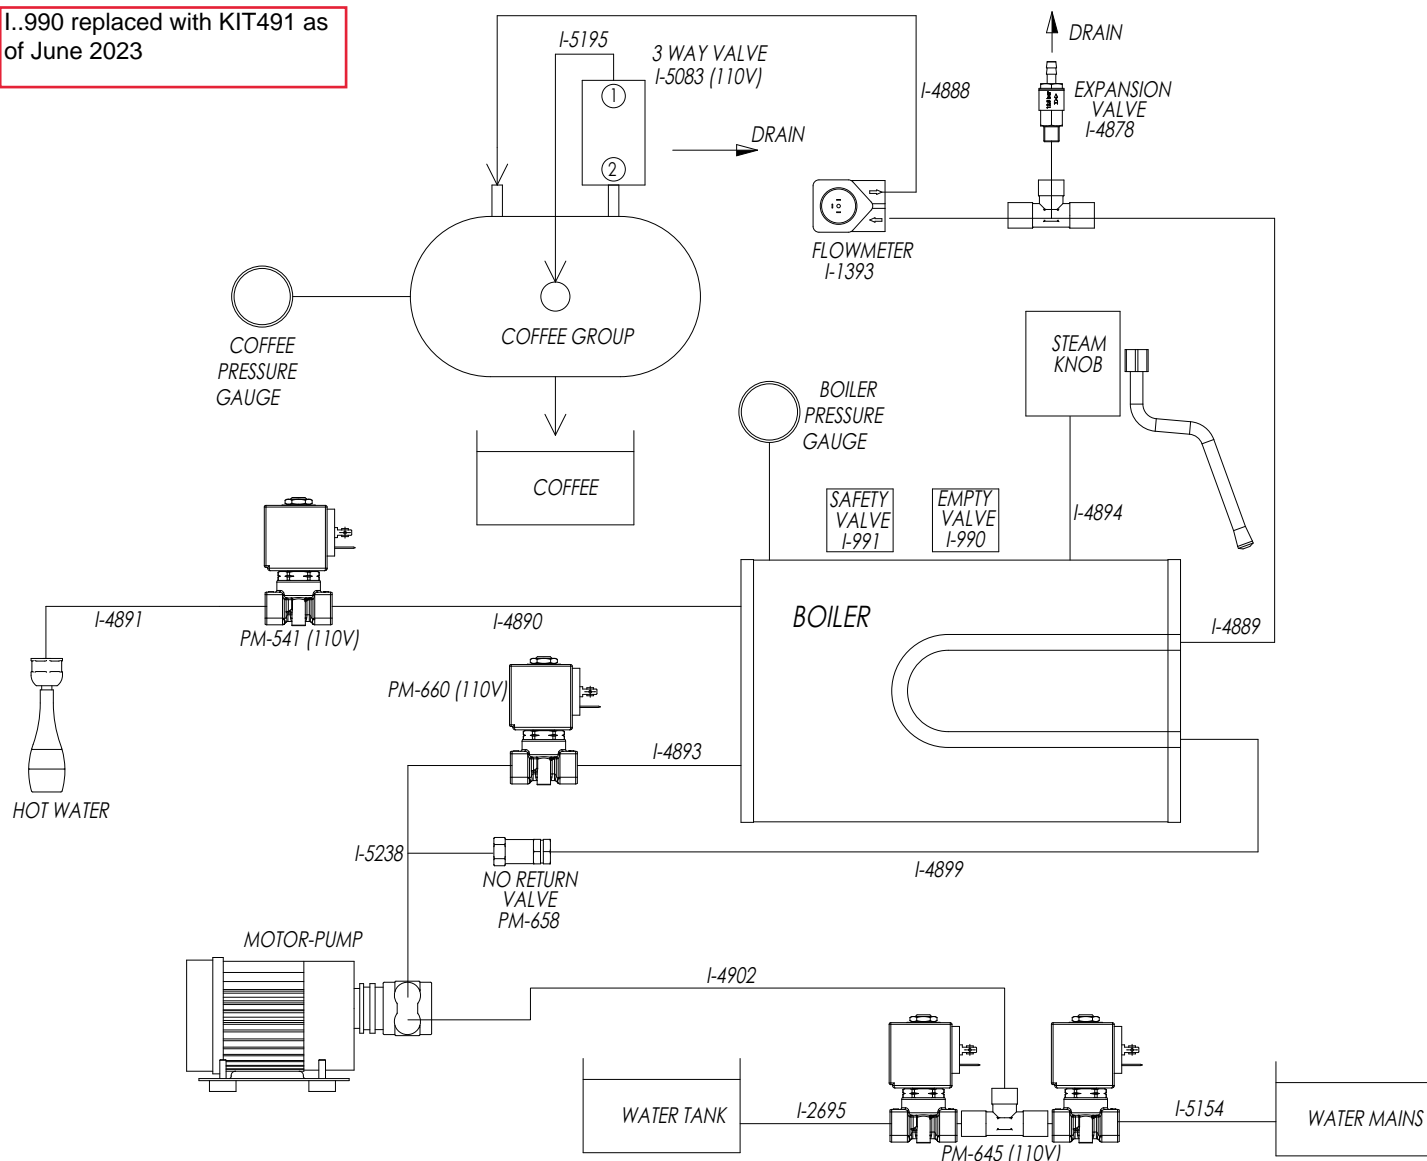 I..990 replaced with KIT491 as
of June 2023
I-5195
3 WAY VALVE
I-5083 (110V)
1
2
DRAIN
I-4888
DRAIN
EXPANSION
VALVE
I-4878
FLOWMETER
I-1393
COFFEE
PRESSURE
GAUGE
COFFEE GROUP
COFFEE
BOILER
PRESSURE
GAUGE
STEAM
KNOB
SAFETY
VALVE
I-991
EMPTY
VALVE
I-990
I-4894
I-4891
PM-541 (110V)
I-4890
BOILER
I-4889
HOT WATER
PM-660 (110V)
I-4893
I-5238
NO RETURN
VALVE
PM-658
I-4899
MOTOR-PUMP
I-4902
WATER TANK
I-2695
PM-645 (110V)
I-5154
WATER MAINS